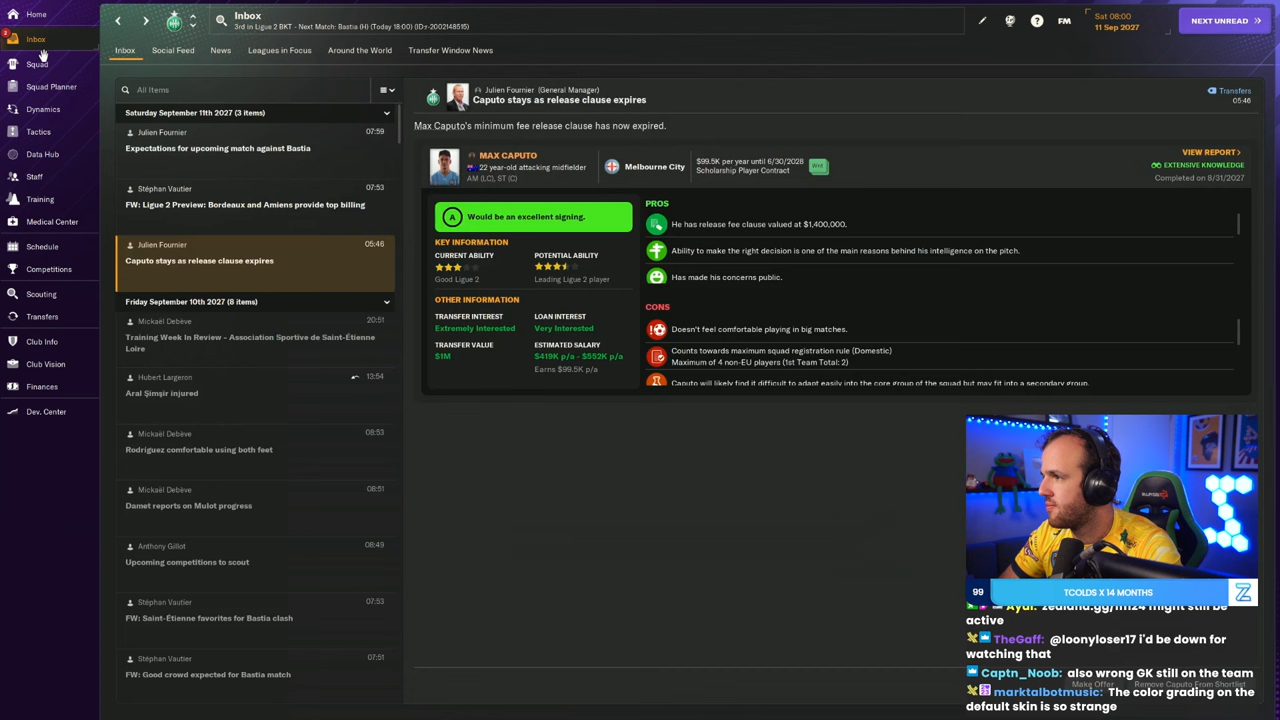 Home
2
Inbox
Squad
Squad Planner
Dynamics
Tactics
Data Hub
Staff
Training
Medical Center
Schedule
Competitions
Scouting
Transfers
Club Info
Club Vision
Finances
Dev. Center
Inbox
3rd in Ligue 2 BKT - Next Match: Bastia (H) (Today 18:00) (ID:r-2002148515)
?
FM
Sat 08:00
11 Sep 2027
NEXT UNREAD
Inbox
Social Feed
News
Leagues in Focus
Around the World
Transfer Window News
All Items
Saturday September 11th 2027 (3 items)
Julien Fournier
07:59
Expectations for upcoming match against Bastia
Stéphan Vautier
07:53
FW: Ligue 2 Preview: Bordeaux and Amiens provide top billing
Julien Fournier
05:46
Caputo stays as release clause expires
Friday September 10th 2027 (8 items)
Mickaël Debève
20:51
Training Week In Review - Association Sportive de Saint-Étienne
Loire
Hubert Largeron
13:54
Aral Şimşir injured
Mickaël Debève
08:53
Rodríguez comfortable using both feet
Mickaël Debève
08:51
Damet reports on Mulot progress
Anthony Gillot
08:49
Upcoming competitions to scout
Stéphan Vautier
07:53
FW: Saint-Étienne favorites for Bastia clash
Stéphan Vautier
07:51
FW: Good crowd expected for Bastia match
Julien Fournier (General Manager)
Caputo stays as release clause expires
Transfers
05:46
Max Caputo's minimum fee release clause has now expired.
MAX CAPUTO
22 year-old attacking midfielder
AM (LC), ST (C)
Melbourne City
$99.5K per year until 6/30/2028
Scholarship Player Contract
Wnt
VIEW REPORT >
EXTENSIVE KNOWLEDGE
Completed on 8/31/2027
A
Would be an excellent signing.
KEY INFORMATION
CURRENT ABILITY
Good Ligue 2
POTENTIAL ABILITY
Leading Ligue 2 player
OTHER INFORMATION
TRANSFER INTEREST
Extremely Interested
LOAN INTEREST
Very Interested
TRANSFER VALUE
$1M
ESTIMATED SALARY
$419K p/a - $552K p/a
Earns $99.5K p/a
PROS
He has release fee clause valued at $1,400,000.
Ability to make the right decision is one of the main reasons behind his intelligence on the pitch.
Has made his concerns public.
CONS
Doesn't feel comfortable playing in big matches.
Counts towards maximum squad registration rule (Domestic)
Maximum of 4 non-EU players (1st Team Total: 2)
Caputo will likely find it difficult to adapt easily into the core group of the squad but may fit into a secondary group.
99
TCOLDS X 14 MONTHS
Z
Ayul: zealand.gg/fm24 might still be
active
TheGaff: @loonyloser17 i'd be down for
watching that
Captn_Noob: also wrong GK still on the team
marktalbotmusic: The color grading on the
default skin is so strange
Make Offer
Remove Caputo From Shortlist